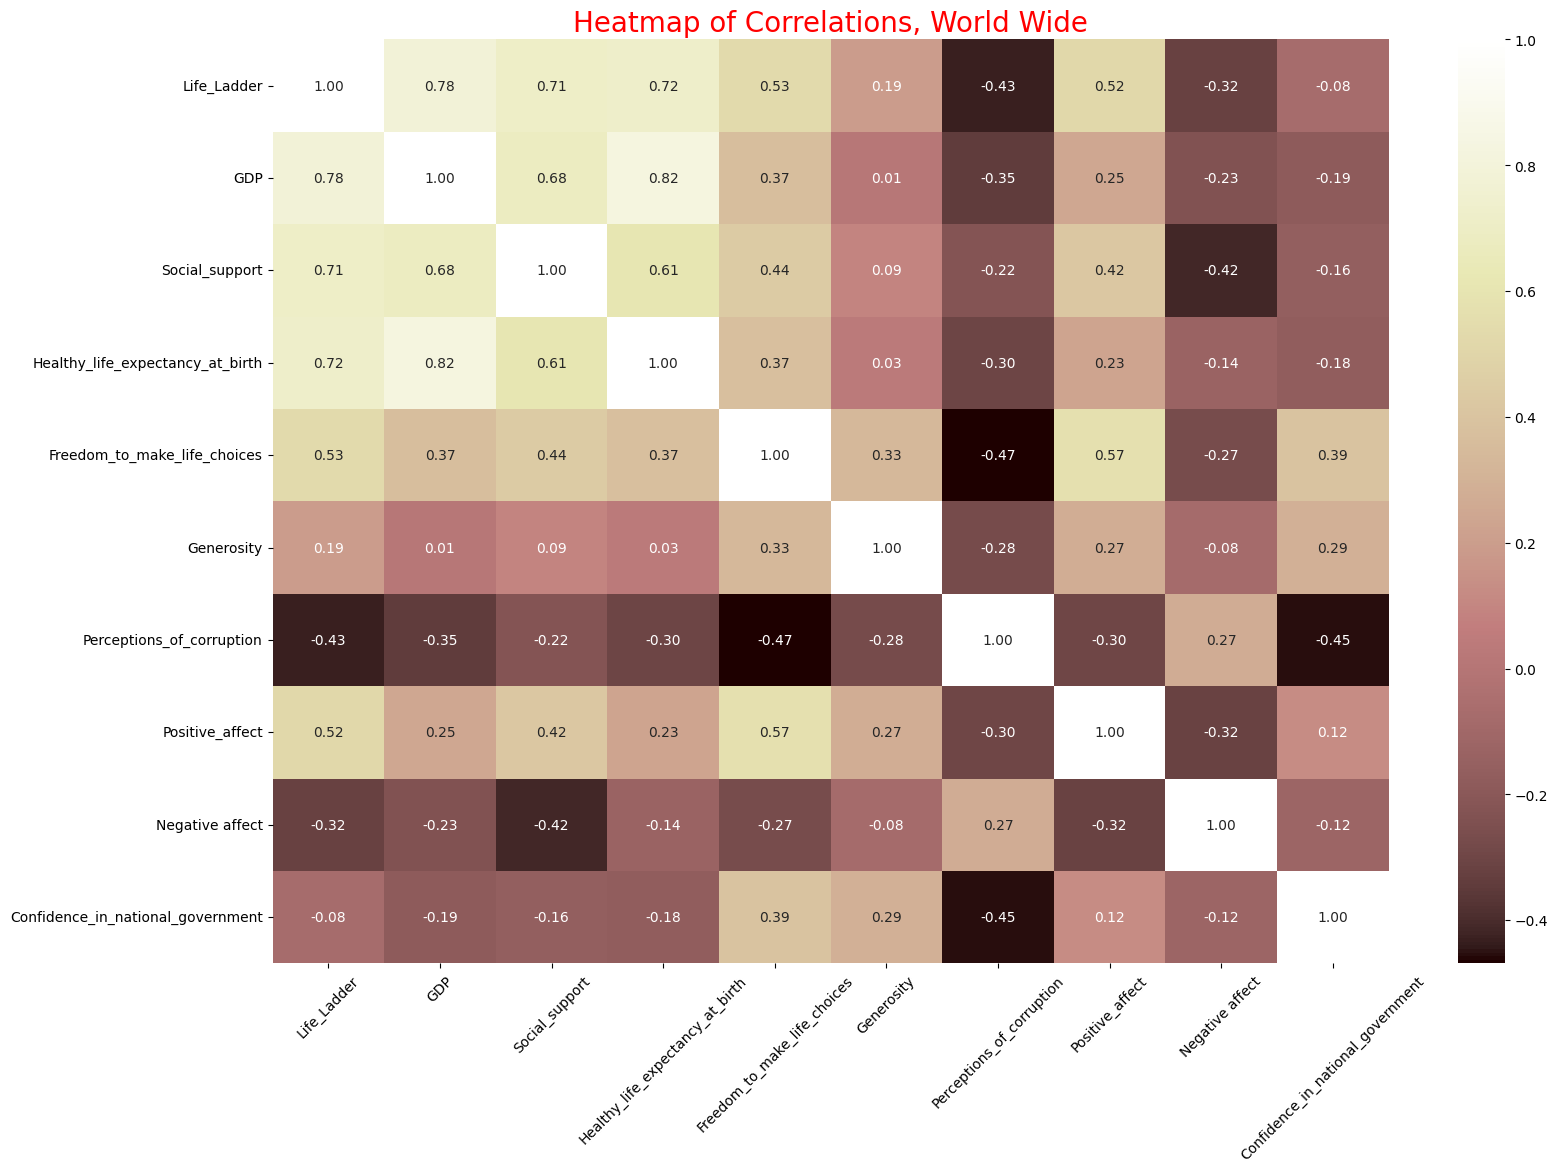 Heatmap of Correlations, World Wide
Life_Ladder 1.00 0.78 0.71 0.72 0.53 0.19 -0.43 0.52 -0.32 -0.08
GDP 0.78 1.00 0.68 0.82 0.37 0.01 -0.35 0.25 -0.23 -0.19
Social_support 0.71 0.68 1.00 0.61 0.44 0.09 -0.22 0.42 -0.42 -0.16
Healthy_life_expectancy_at_birth 0.72 0.82 0.61 1.00 0.37 0.03 -0.30 0.23 -0.14 -0.18
Freedom_to_make_life_choices 0.53 0.37 0.44 0.37 1.00 0.33 -0.47 0.57 -0.27 0.39
Generosity 0.19 0.01 0.09 0.03 0.33 1.00 -0.28 0.27 -0.08 0.29
Perceptions_of_corruption -0.43 -0.35 -0.22 -0.30 -0.47 -0.28 1.00 -0.30 0.27 -0.45
Positive_affect 0.52 0.25 0.42 0.23 0.57 0.27 -0.30 1.00 -0.32 0.12
Negative affect -0.32 -0.23 -0.42 -0.14 -0.27 -0.08 0.27 -0.32 1.00 -0.12
Confidence_in_national_government -0.08 -0.19 -0.16 -0.18 0.39 0.29 -0.45 0.12 -0.12 1.00
Life_Ladder
GDP
Social_support
Healthy_life_expectancy_at_birth
Freedom_to_make_life_choices
Generosity
Perceptions_of_corruption
Positive_affect
Negative affect
Confidence_in_national_government
1.0
0.8
0.6
0.4
0.2
0.0
−0.2
−0.4